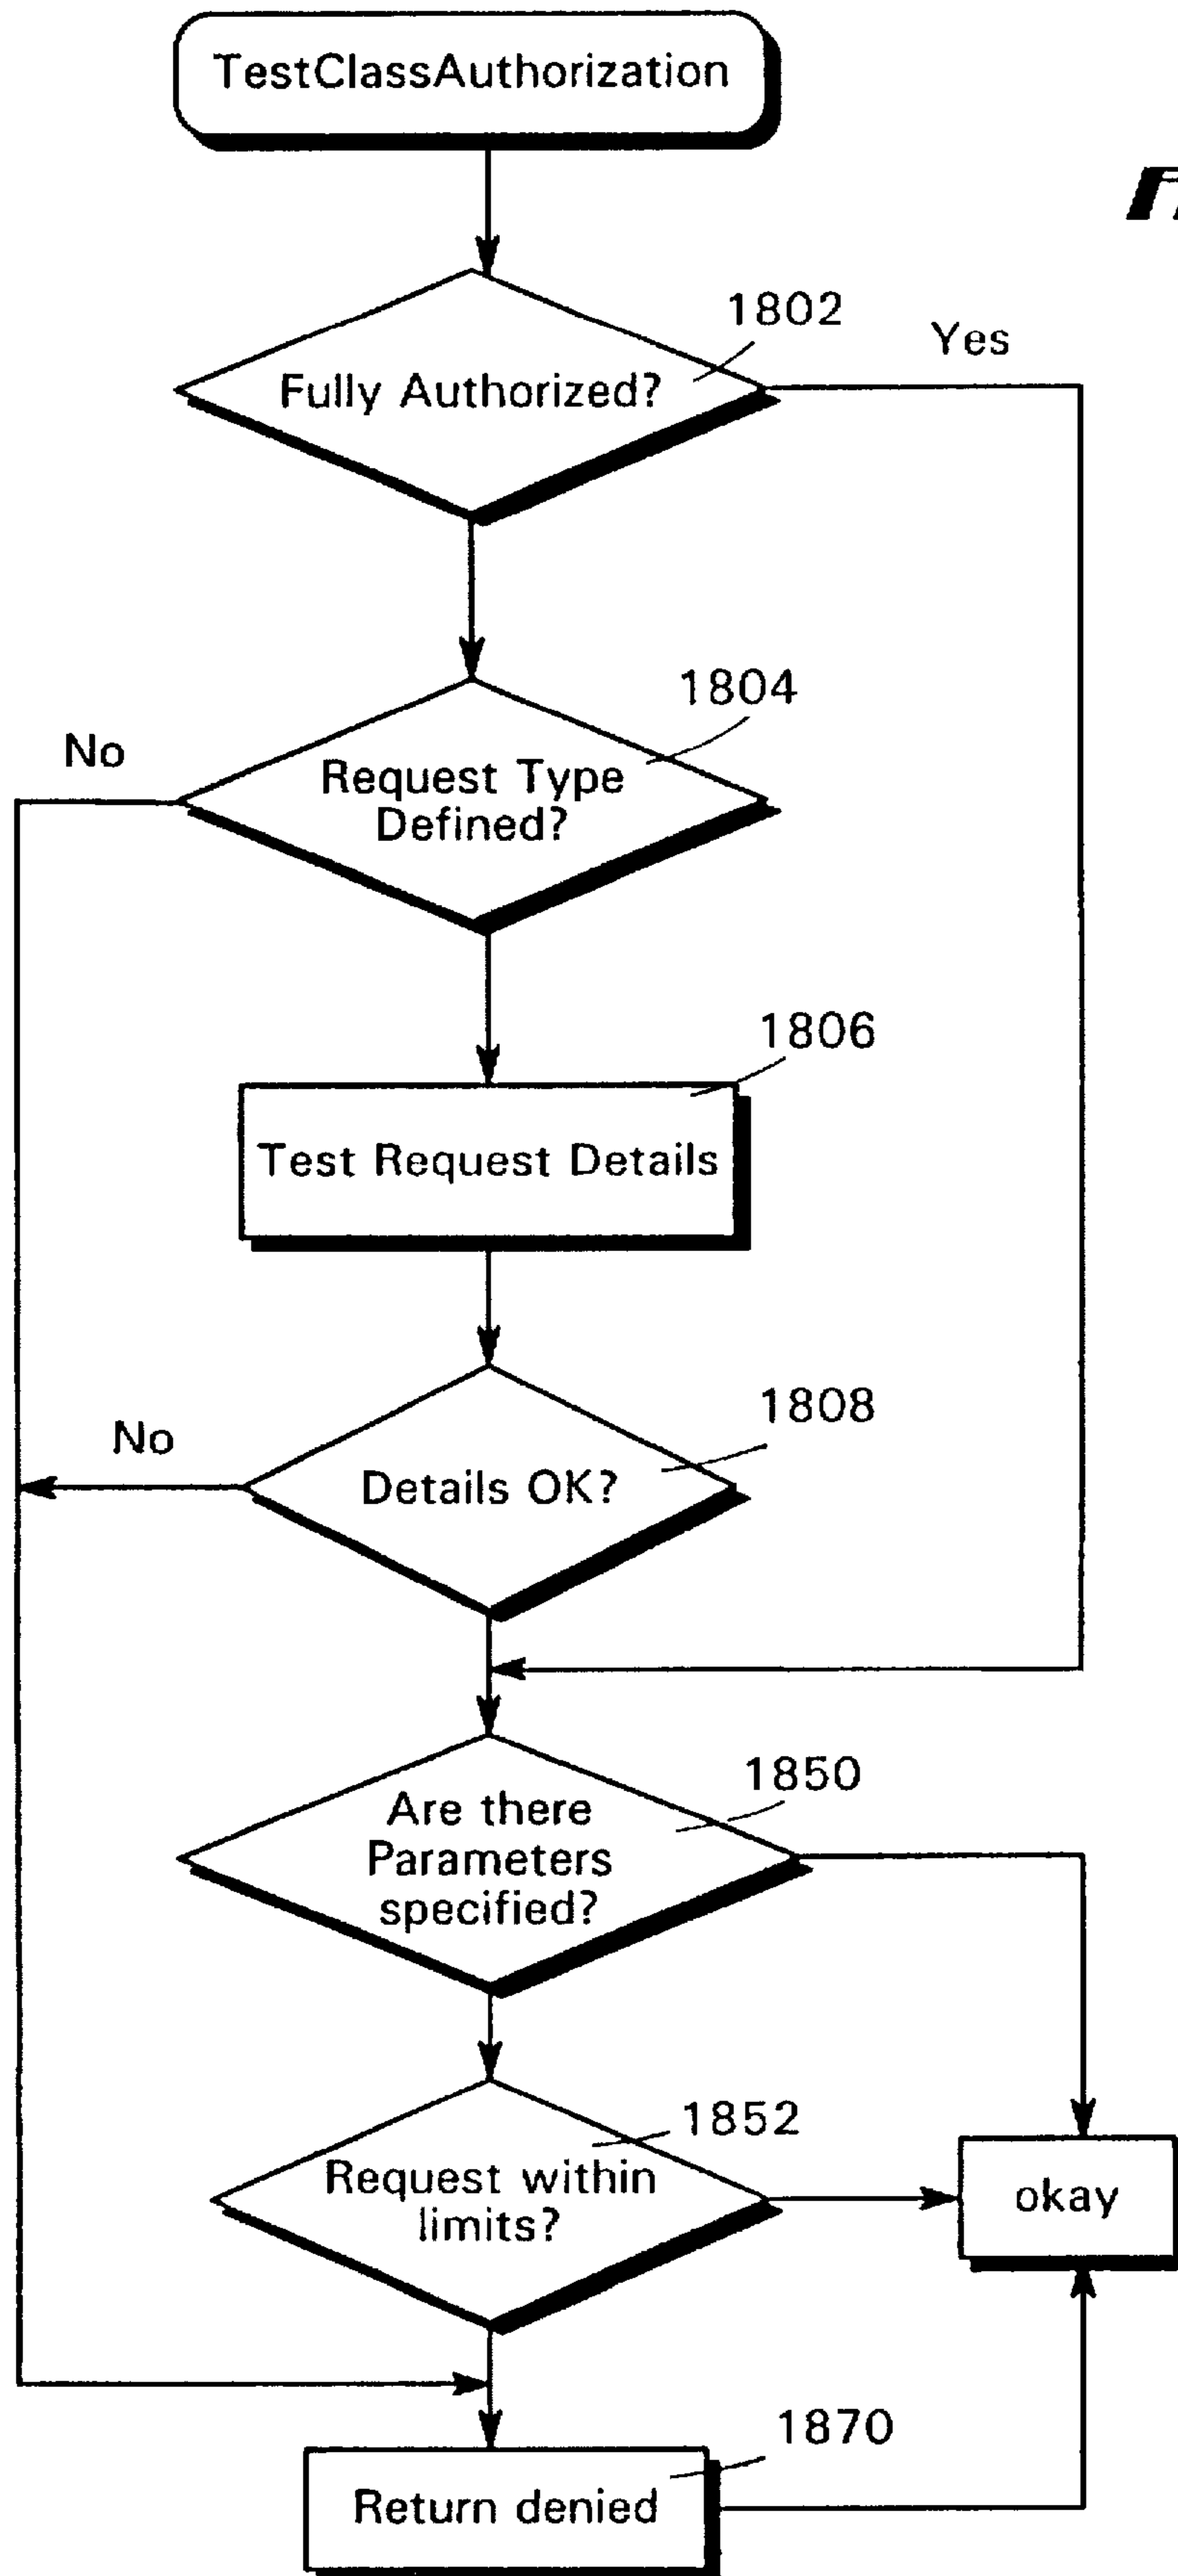 TestClassAuthorization
1802
Yes
Fully Authorized?
1804
No
Request Type
Defined?
1806
Test Request Details
1808
No
Details OK?
1850
Are there
Parameters
specified?
1852
Request within
limits?
okay
1870
Return denied